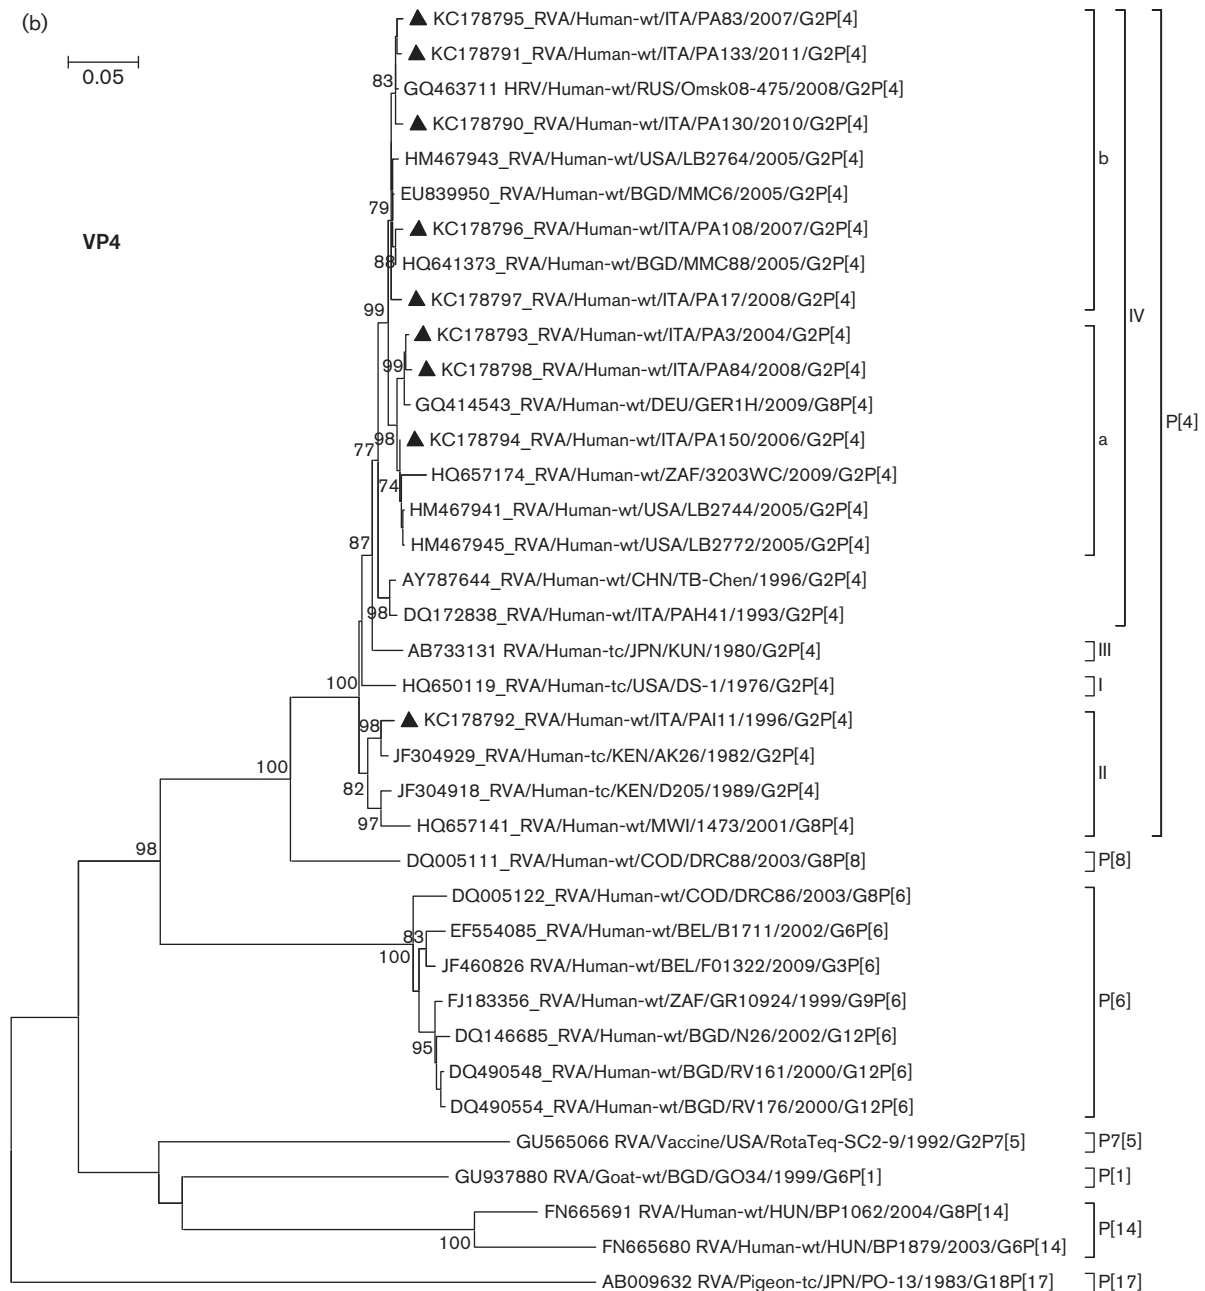 (b)
0.05
VP4
KC178795_RVA/Human-wt/ITA/PA83/2007/G2P[4]
KC178791_RVA/Human-wt/ITA/PA133/2011/G2P[4]
83
GQ463711 HRV/Human-wt/RUS/Omsk08-475/2008/G2P[4]
KC178790_RVA/Human-wt/ITA/PA130/2010/G2P[4]
HM467943_RVA/Human-wt/USA/LB2764/2005/G2P[4]
b
EU839950_RVA/Human-wt/BGD/MMC6/2005/G2P[4]
79
KC178796_RVA/Human-wt/ITA/PA108/2007/G2P[4]
88
HQ641373_RVA/Human-wt/BGD/MMC88/2005/G2P[4]
KC178797_RVA/Human-wt/ITA/PA17/2008/G2P[4]
99
IV
KC178793_RVA/Human-wt/ITA/PA3/2004/G2P[4]
99
KC178798_RVA/Human-wt/ITA/PA84/2008/G2P[4]
GQ414543_RVA/Human-wt/DEU/GER1H/2009/G8P[4]
P[4]
98
KC178794_RVA/Human-wt/ITA/PA150/2006/G2P[4]
a
77
HQ657174_RVA/Human-wt/ZAF/3203WC/2009/G2P[4]
74
HM467941_RVA/Human-wt/USA/LB2744/2005/G2P[4]
87
HM467945_RVA/Human-wt/USA/LB2772/2005/G2P[4]
AY787644_RVA/Human-wt/CHN/TB-Chen/1996/G2P[4]
98
DQ172838_RVA/Human-wt/ITA/PAH41/1993/G2P[4]
AB733131 RVA/Human-tc/JPN/KUN/1980/G2P[4]
III
100
HQ650119_RVA/Human-tc/USA/DS-1/1976/G2P[4]
I
98
KC178792_RVA/Human-wt/ITA/PAI11/1996/G2P[4]
JF304929_RVA/Human-tc/KEN/AK26/1982/G2P[4]
100
II
82
JF304918_RVA/Human-tc/KEN/D205/1989/G2P[4]
97
HQ657141_RVA/Human-wt/MWI/1473/2001/G8P[4]
98
DQ005111_RVA/Human-wt/COD/DRC88/2003/G8P[8]
P[8]
DQ005122_RVA/Human-wt/COD/DRC86/2003/G8P[6]
83
EF554085_RVA/Human-wt/BEL/B1711/2002/G6P[6]
100
JF460826 RVA/Human-wt/BEL/F01322/2009/G3P[6]
FJ183356_RVA/Human-wt/ZAF/GR10924/1999/G9P[6]
P[6]
DQ146685_RVA/Human-wt/BGD/N26/2002/G12P[6]
95
DQ490548_RVA/Human-wt/BGD/RV161/2000/G12P[6]
DQ490554_RVA/Human-wt/BGD/RV176/2000/G12P[6]
GU565066 RVA/Vaccine/USA/RotaTeq-SC2-9/1992/G2P7[5]
P7[5]
GU937880 RVA/Goat-wt/BGD/GO34/1999/G6P[1]
P[1]
FN665691 RVA/Human-wt/HUN/BP1062/2004/G8P[14]
P[14]
100
FN665680 RVA/Human-wt/HUN/BP1879/2003/G6P[14]
AB009632 RVA/Pigeon-tc/JPN/PO-13/1983/G18P[17]
P[17]